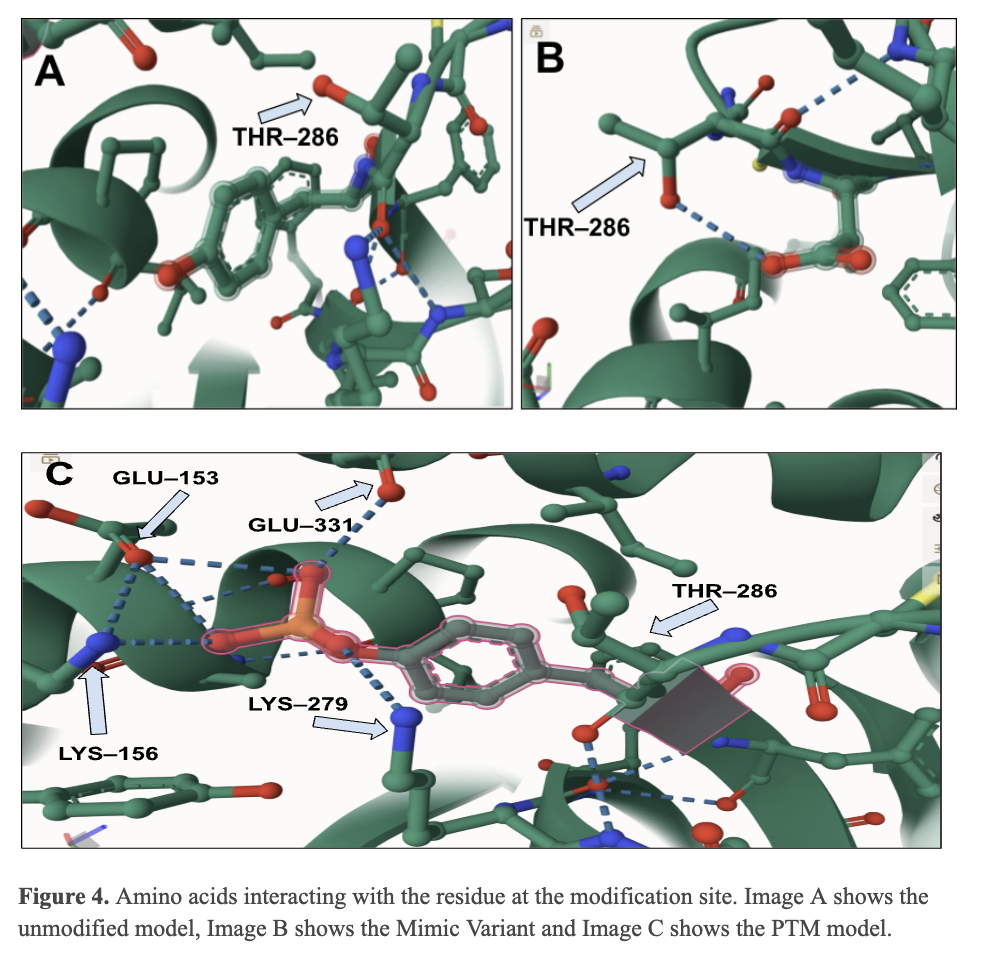 A
THR–286
B
THR–286
C
GLU–153
GLU–331
THR–286
LYS–279
LYS–156
Figure 4. Amino acids interacting with the residue at the modification site. Image A shows the
unmodified model, Image B shows the Mimic Variant and Image C shows the PTM model.